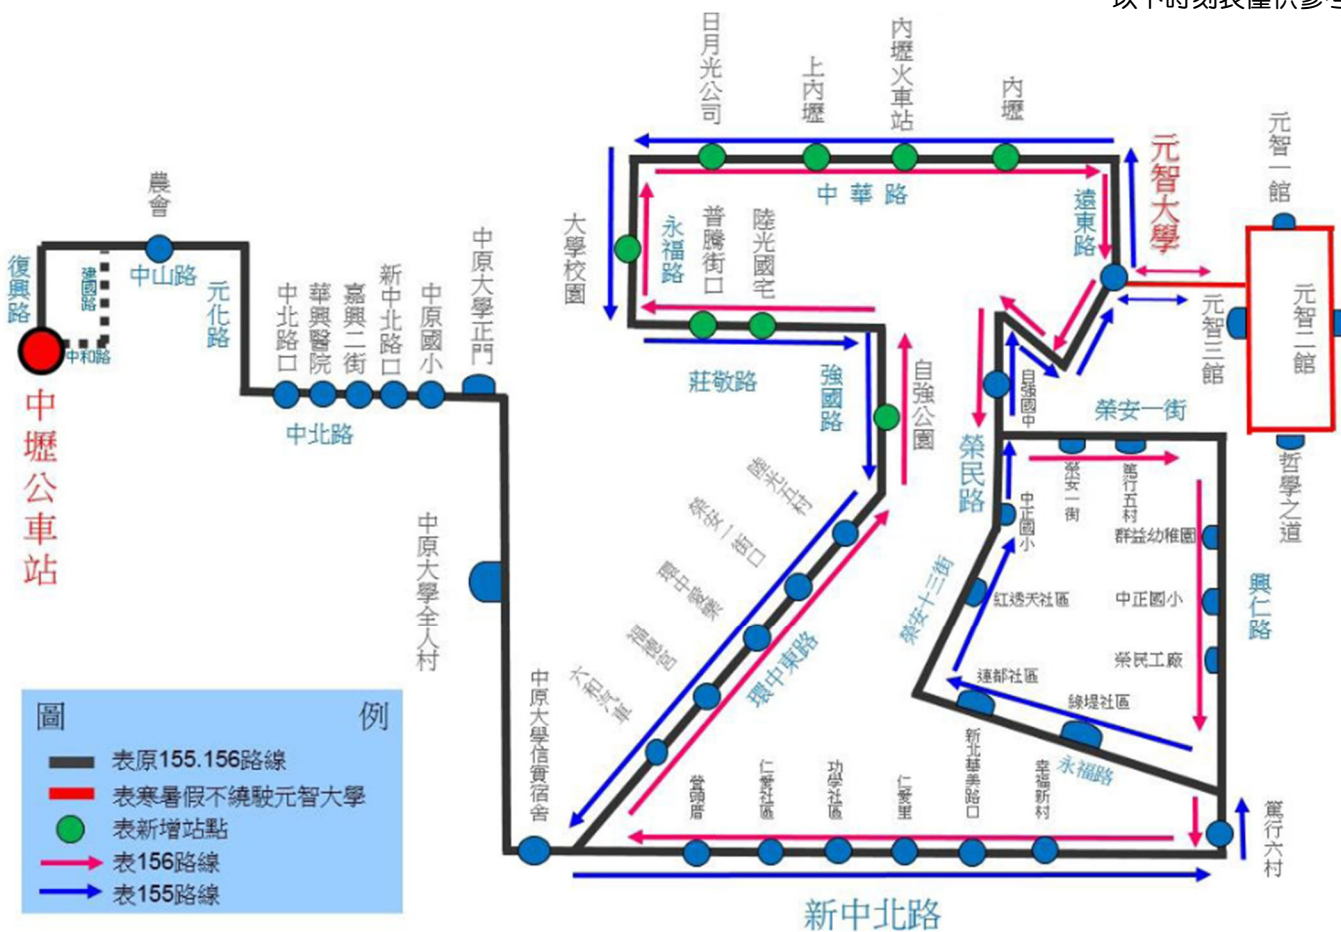 以下時刻表僅供參考
日月光公司
上內壢
內壢火車站
內壢
元智大學
元智一館
中華路
遠東路
大學校園
永福路
普騰街口
陸光國宅
農會
中山路
復興路
建國路
中和路
元化路
中壢公車站
中北路口
華興醫院
嘉興二街
新中北路口
中原國小
中原大學正門
中北路
莊敬路
強國路
自強公園
自強國中
元智三館
元智二館
哲學之道
榮安一街
榮民路
榮安一街
篤行五村
中正國小
群益幼稚園
中正國小
榮民工廠
興仁路
紅透天社區
榮安十三街
連都社區
綠堤社區
永福路
陸光五村
榮安一街口
環中愛樂
福德宮
六和汽車
環中東路
中原大學全人村
中原大學信實宿舍
營頭厝
仁愛社區
功學社區
仁愛里
新北華美路口
幸福新村
篤行六村
新中北路
圖例
表原155.156路線
表寒暑假不繞駛元智大學
表新增站點
表156路線
表155路線